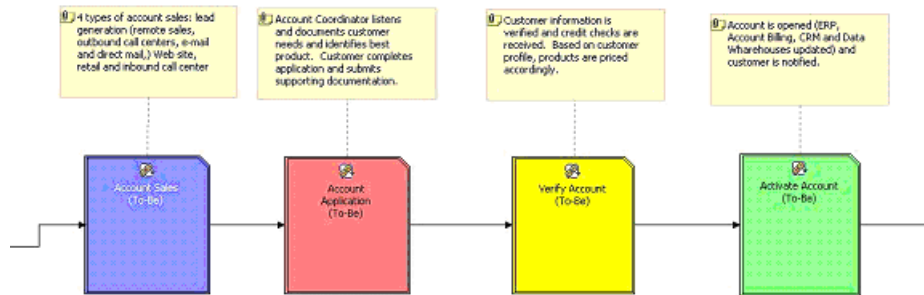 4 types of account sales: lead
generation (remote sales,
outbound call centers, e-mail
and direct mail,) Web site,
retail and inbound call center
Account Coordinator listens
and documents customer
needs and identifies best
product. Customer completes
application and submits
supporting documentation.
Customer information is
verified and credit checks are
received. Based on customer
profile, products are priced
accordingly.
Account is opened (ERP,
Account Billing, CRM and Data
Wharehouses updated) and
customer is notified.
Account Sales
(To-Be)
Account
Application
(To-Be)
Verify Account
(To-Be)
Activate Account
(To-Be)